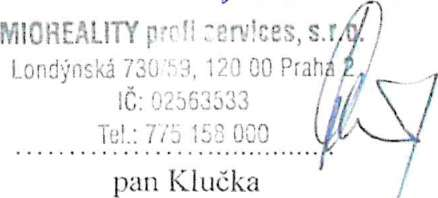 MIOREALITY profi services, s.r.o.
Londýnská 730/59, 120 00 Praha 2
IČ: 02563533
Tel.: 775 158 000
pan Klučka